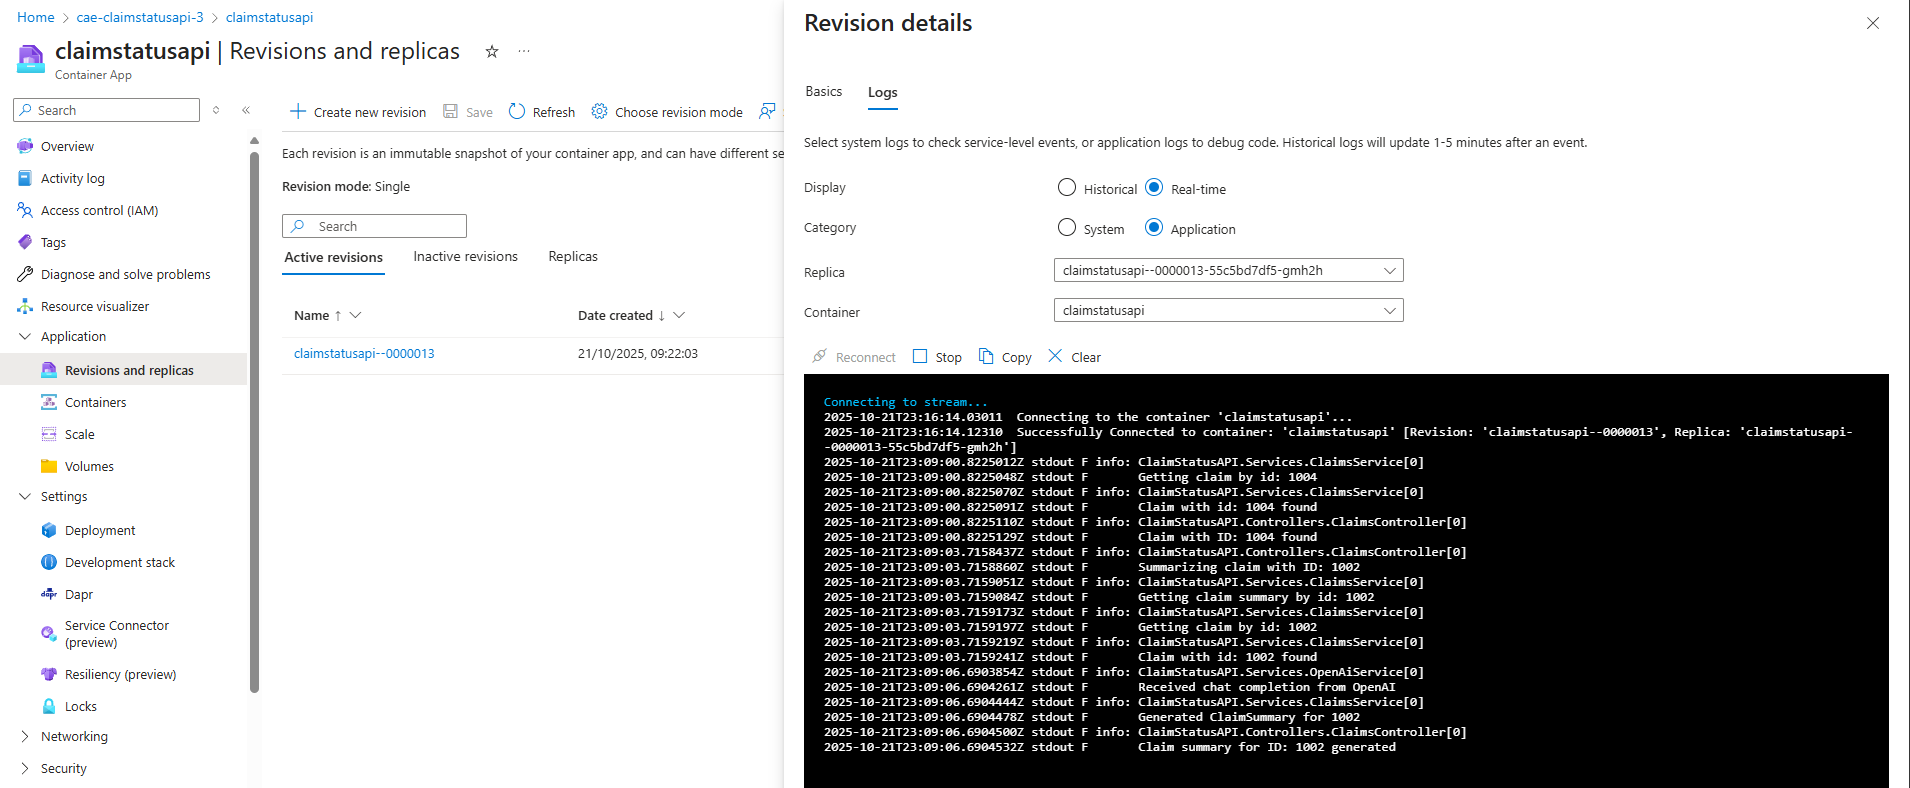 Home > cae-claimstatusapi-3 > claimstatusapi
claimstatusapi | Revisions and replicas
Container App
Search
Overview
Activity log
Access control (IAM)
Tags
Diagnose and solve problems
Resource visualizer
Application
Revisions and replicas
Containers
Scale
Volumes
Settings
Deployment
Development stack
Dapr
Service Connector
(preview)
Resiliency (preview)
Locks
Networking
Security
Create new revision Save Refresh Choose revision mode
Each revision is an immutable snapshot of your container app, and can have different se
Revision mode: Single
Search
Active revisions Inactive revisions Replicas
Name ↑ Date created ↓
claimstatusapi--0000013 21/10/2025, 09:22:03
Revision details
Basics Logs
Select system logs to check service-level events, or application logs to debug code. Historical logs will update 1-5 minutes after an event.
Display Historical Real-time
Category System Application
Replica claimstatusapi--0000013-55c5bd7df5-gmh2h
Container claimstatusapi
Reconnect Stop Copy Clear
Connecting to stream...
2025-10-21T23:16:14.03011 Connecting to the container 'claimstatusapi'...
2025-10-21T23:16:14.12310 Successfully Connected to container: 'claimstatusapi' [Revision: 'claimstatusapi--0000013', Replica: 'claimstatusapi-
-0000013-55c5bd7df5-gmh2h']
2025-10-21T23:09:00.8225012Z stdout F info: ClaimStatusAPI.Services.ClaimsService[0]
2025-10-21T23:09:00.8225048Z stdout F Getting claim by id: 1004
2025-10-21T23:09:00.8225070Z stdout F info: ClaimStatusAPI.Services.ClaimsService[0]
2025-10-21T23:09:00.8225091Z stdout F Claim with id: 1004 found
2025-10-21T23:09:00.8225110Z stdout F info: ClaimStatusAPI.Controllers.ClaimsController[0]
2025-10-21T23:09:00.8225129Z stdout F Claim with ID: 1004 found
2025-10-21T23:09:03.7158437Z stdout F info: ClaimStatusAPI.Controllers.ClaimsController[0]
2025-10-21T23:09:03.7158860Z stdout F Summarizing claim with ID: 1002
2025-10-21T23:09:03.7159051Z stdout F info: ClaimStatusAPI.Services.ClaimsService[0]
2025-10-21T23:09:03.7159084Z stdout F Getting claim summary by id: 1002
2025-10-21T23:09:03.7159173Z stdout F info: ClaimStatusAPI.Services.ClaimsService[0]
2025-10-21T23:09:03.7159197Z stdout F Getting claim by id: 1002
2025-10-21T23:09:03.7159219Z stdout F info: ClaimStatusAPI.Services.ClaimsService[0]
2025-10-21T23:09:03.7159241Z stdout F Claim with id: 1002 found
2025-10-21T23:09:06.6903854Z stdout F info: ClaimStatusAPI.Services.OpenAiService[0]
2025-10-21T23:09:06.6904261Z stdout F Received chat completion from OpenAI
2025-10-21T23:09:06.6904444Z stdout F info: ClaimStatusAPI.Services.ClaimsService[0]
2025-10-21T23:09:06.6904478Z stdout F Generated ClaimSummary for 1002
2025-10-21T23:09:06.6904500Z stdout F info: ClaimStatusAPI.Controllers.ClaimsController[0]
2025-10-21T23:09:06.6904532Z stdout F Claim summary for ID: 1002 generated